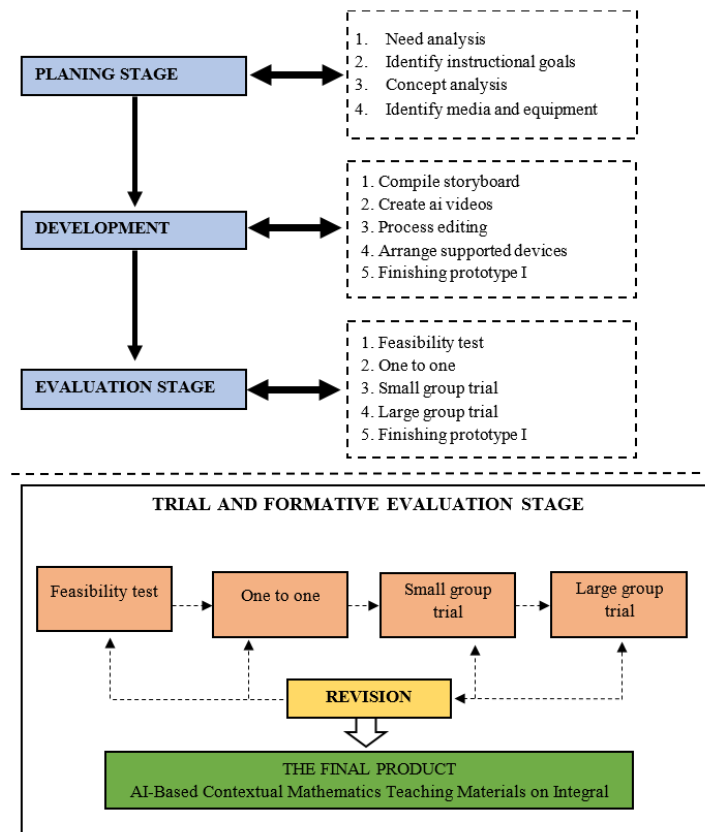 PLANING STAGE
1. Need analysis
2. Identify instructional goals
3. Concept analysis
4. Identify media and equipment
DEVELOPMENT
1. Compile storyboard
2. Create ai videos
3. Process editing
4. Arrange supported devices
5. Finishing prototype I
EVALUATION STAGE
1. Feasibility test
2. One to one
3. Small group trial
4. Large group trial
5. Finishing prototype I
TRIAL AND FORMATIVE EVALUATION STAGE
Feasibility test
One to one
Small group
trial
Large group
trial
REVISION
THE FINAL PRODUCT
AI-Based Contextual Mathematics Teaching Materials on Integral